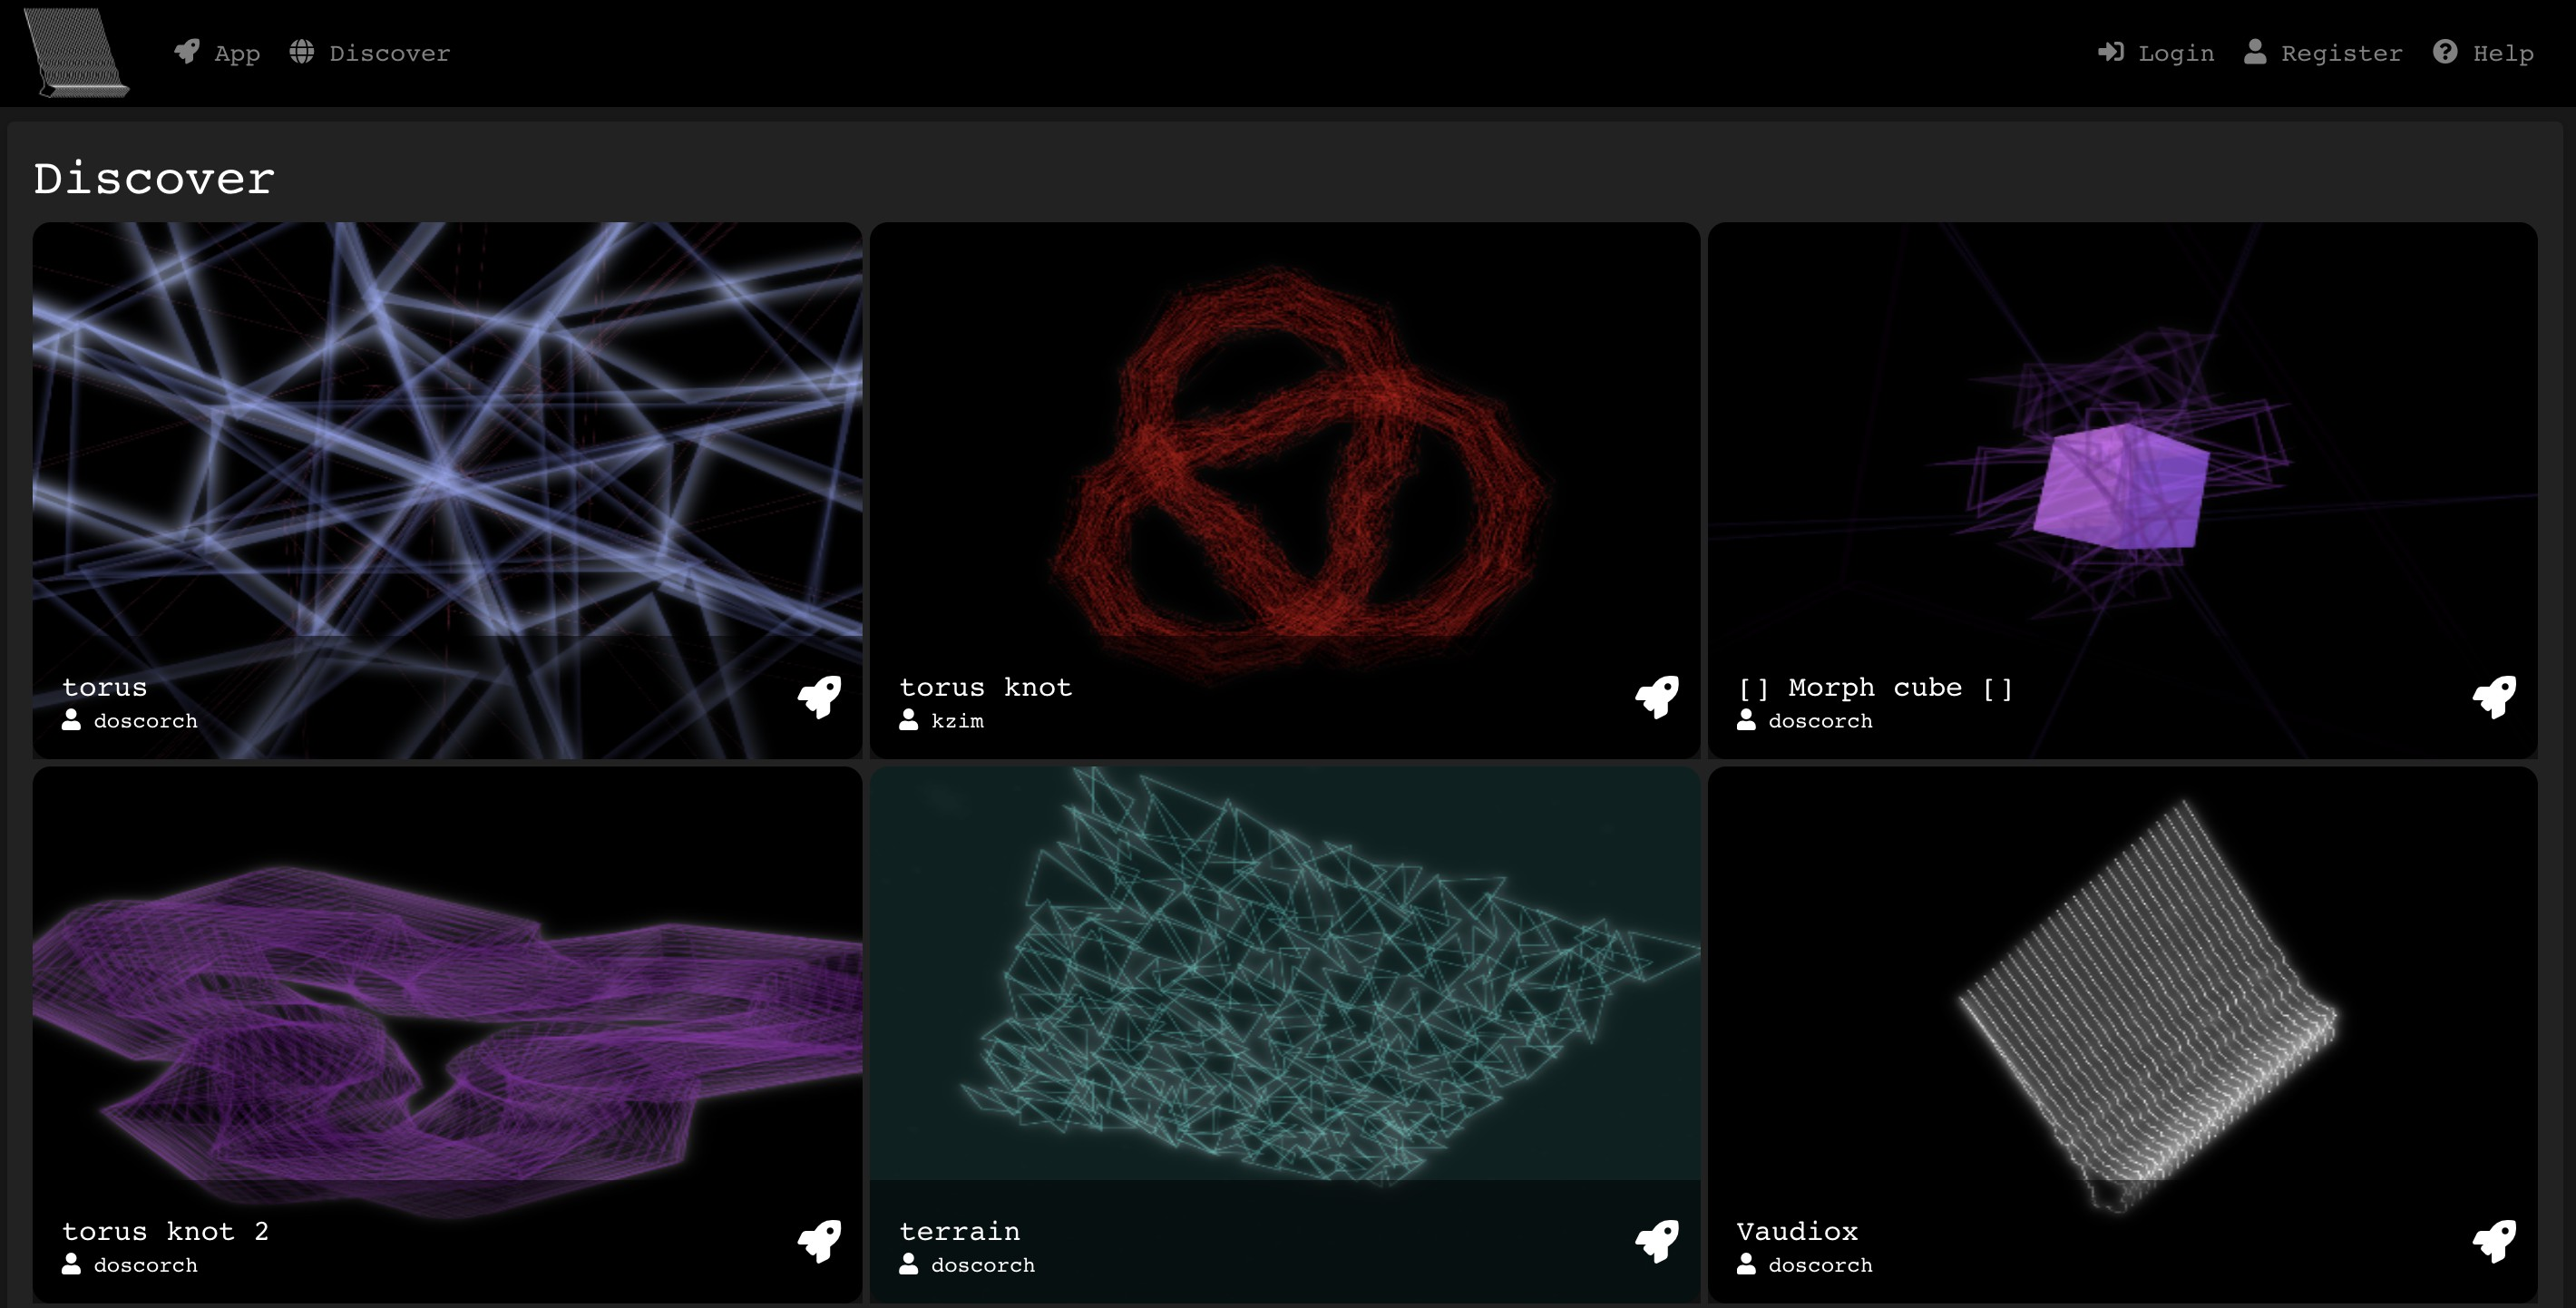 App Discover Login Register Help
Discover
torus
doscorch
torus knot
kzim
[] Morph cube []
doscorch
torus knot 2
doscorch
terrain
doscorch
Vaudiox
doscorch